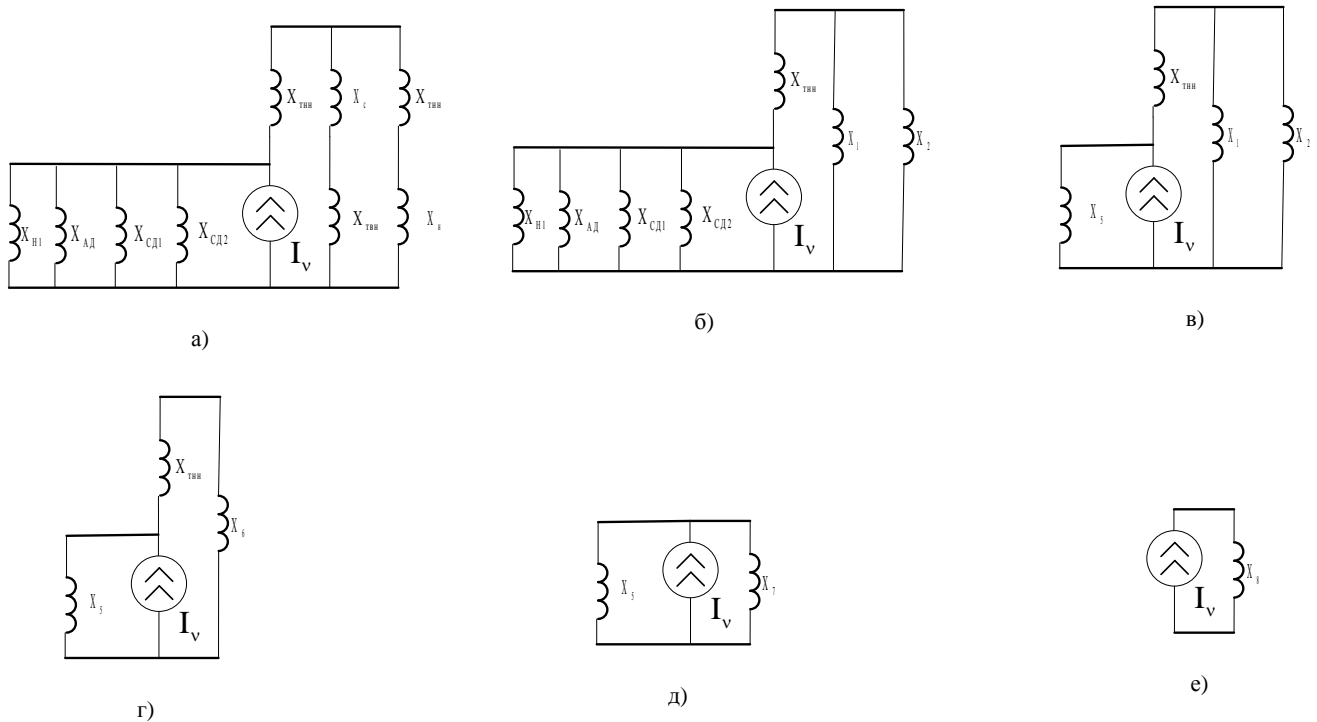 X тнн X с X тнн
X Н1 X АД X СД1 X СД2 X твн X н
I ν
а)
X тнн
X Н1 X АД X СД1 X СД2 X 1 X 2
I ν
б)
X тнн
X 5 X 1 X 2
I ν
в)
X тнн
X 6
X 5
I ν
г)
X 5 X 7
I ν
д)
X 8
I ν
е)